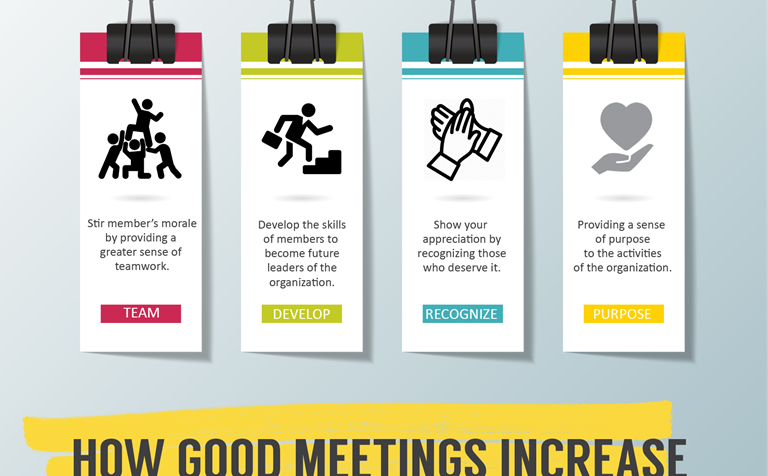 Stir member's morale
by providing a
greater sense of
teamwork.
TEAM
Develop the skills
of members to
become future
leaders of the
organization.
DEVELOP
Show your
appreciation by
recognizing those
who deserve it.
RECOGNIZE
Providing a sense
of purpose
to the activities
of the organization.
PURPOSE
HOW GOOD MEETINGS INCREASE